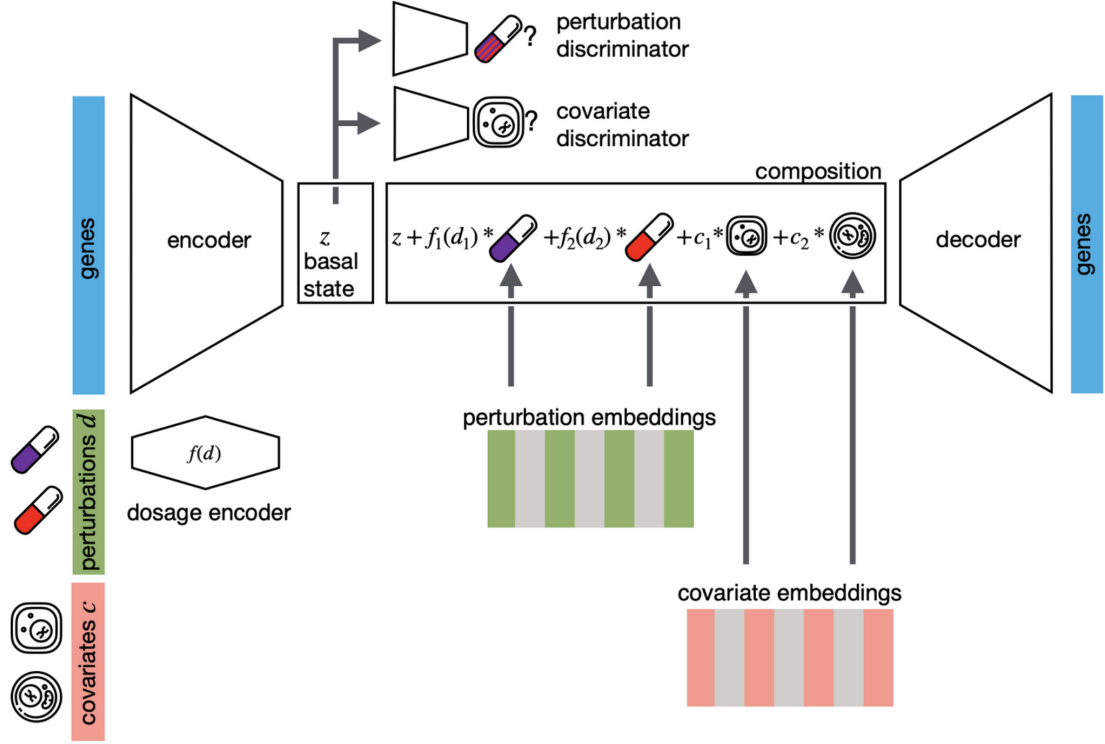 perturbation
discriminator
?
covariate
discriminator
?
composition
genes
encoder
z
basal
state
z + f₁(d₁) * +f₂(d₂) * +c₁* +c₂ *
decoder
genes
perturbation embeddings
perturbations d
f(d)
dosage encoder
covariate embeddings
covariates c